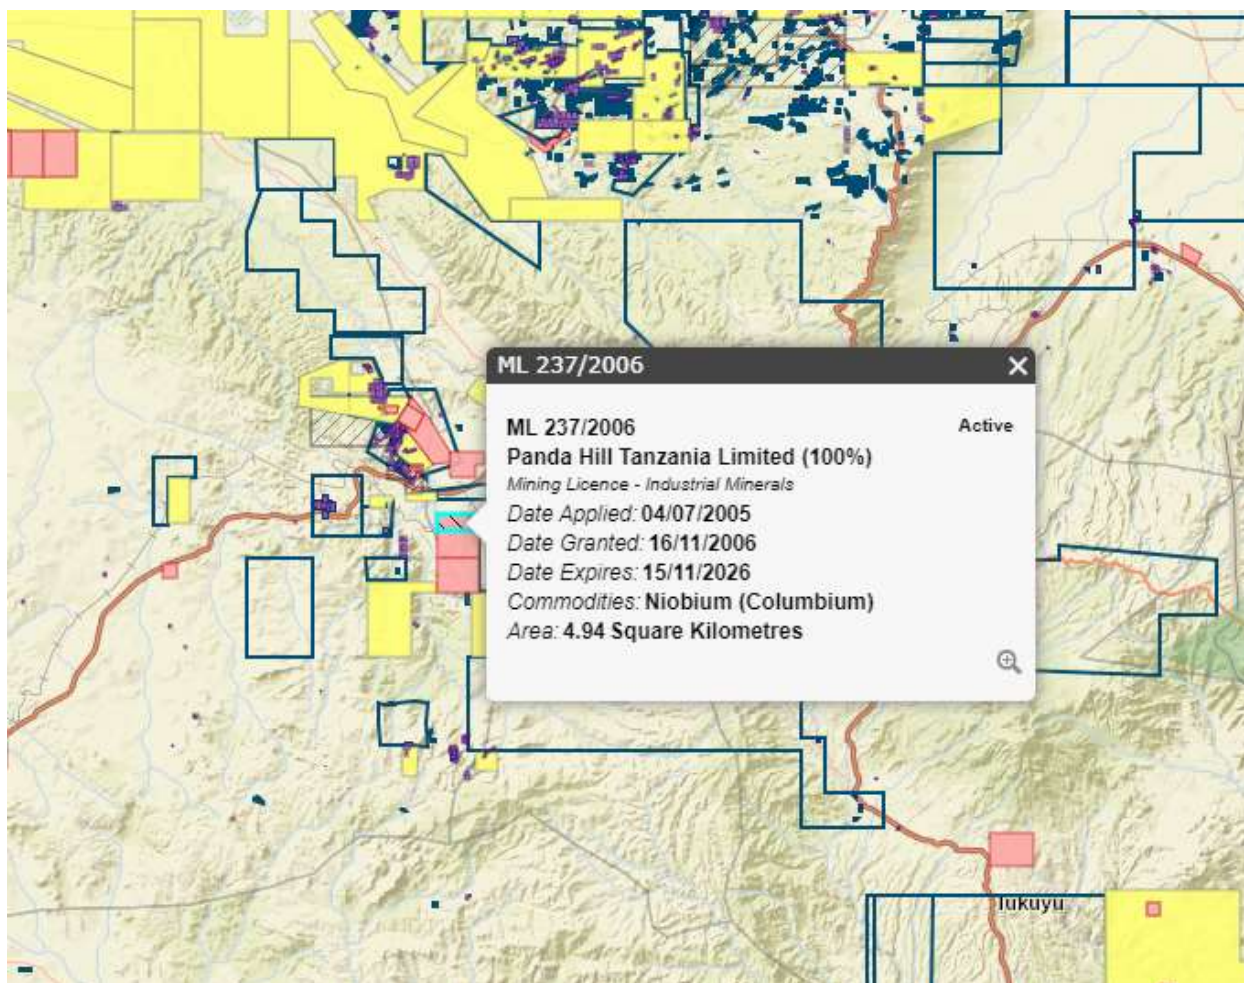 ML 237/2006
ML 237/2006 Active
Panda Hill Tanzania Limited (100%)
Mining Licence - Industrial Minerals
Date Applied: 04/07/2005
Date Granted: 16/11/2006
Date Expires: 15/11/2026
Commodities: Niobium (Columbium)
Area: 4.94 Square Kilometres
Tukuyu